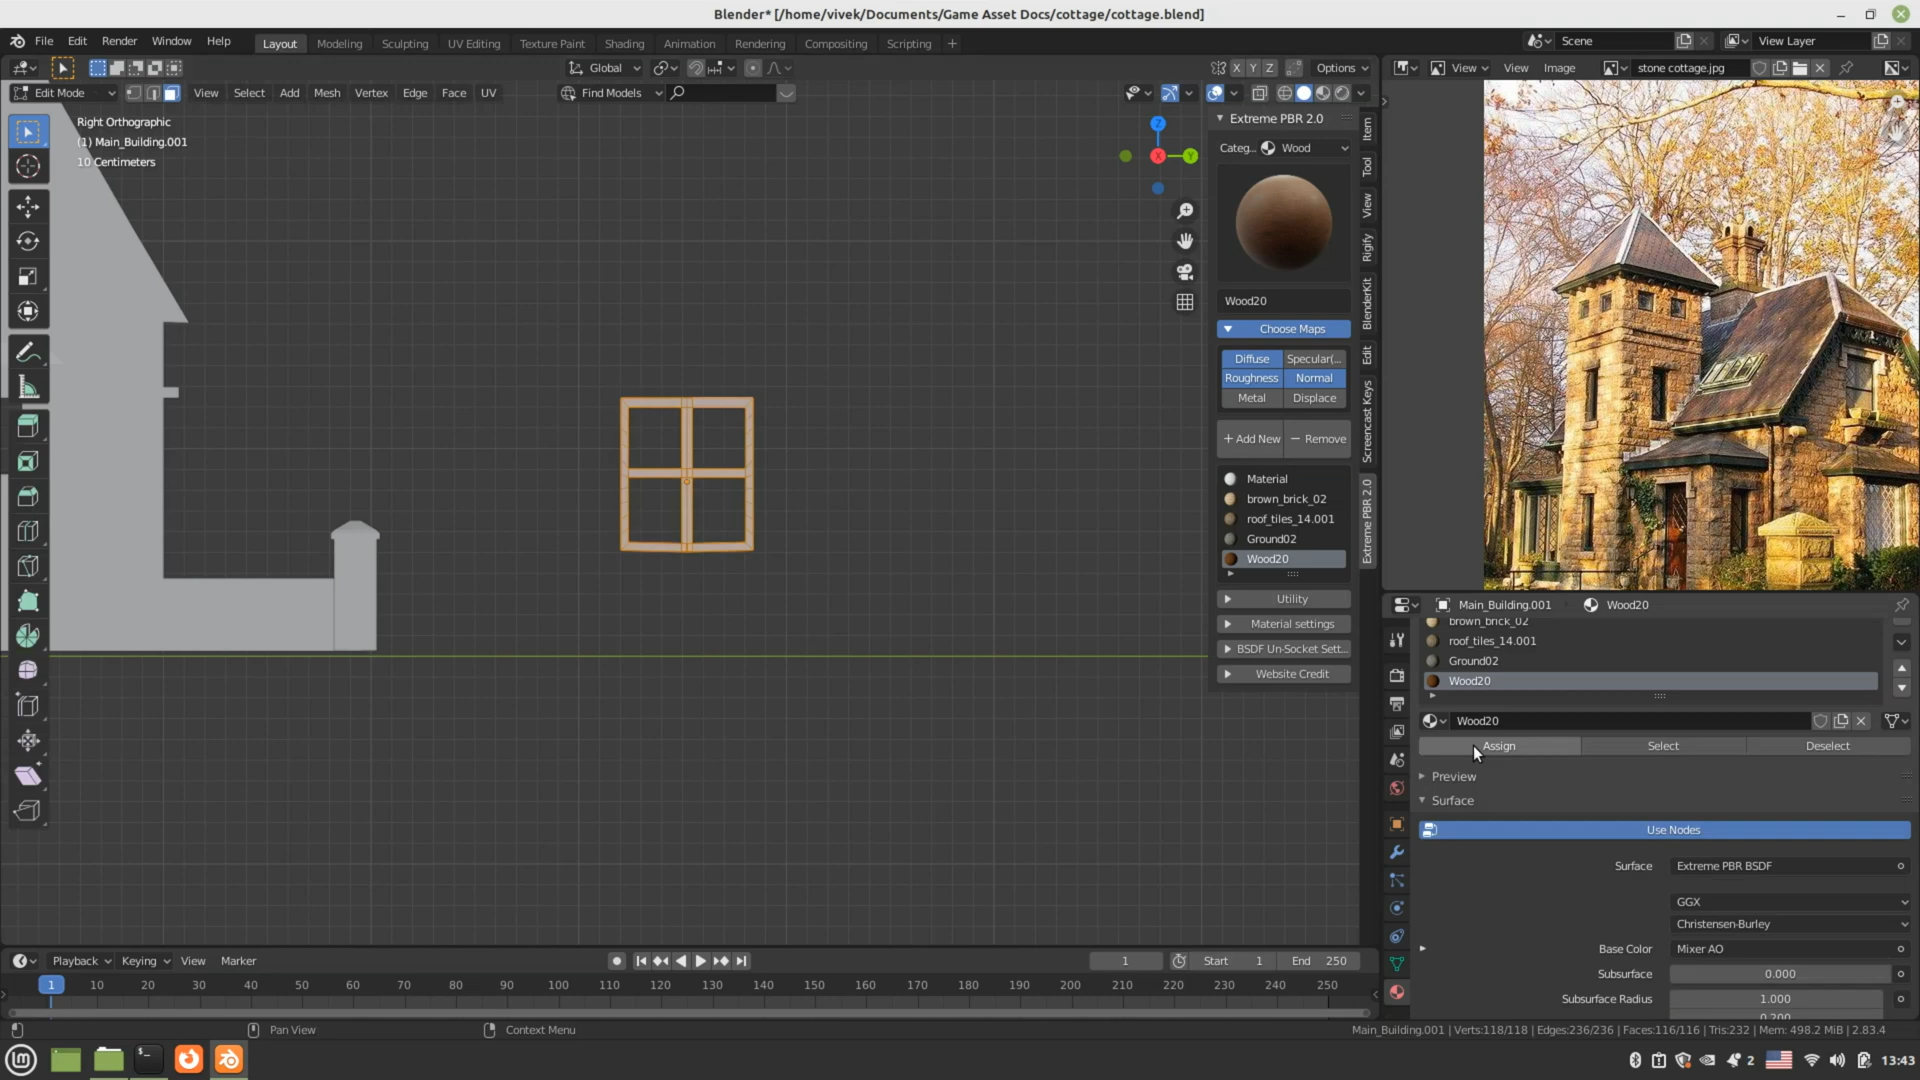 Blender* [/home/vivek/Documents/Game Asset Docs/cottage/cottage.blend]
File Edit Render Window Help Layout Modeling Sculpting UV Editing Texture Paint Shading Animation Rendering Compositing Scripting + Scene View Layer
Global Options View View Image stone cottage.jpg
X Y Z
Edit Mode View Select Add Mesh Vertex Edge Face UV Find Models
Right Orthographic
(1) Main_Building.001
10 Centimeters
Z
X
Y
Extreme PBR 2.0
Categ... Wood
Wood20
Choose Maps
Diffuse Specular(...
Roughness Normal
Metal Displace
+ Add New − Remove
Material
brown_brick_02
roof_tiles_14.001
Ground02
Wood20
Utility
Material settings
BSDF Un-Socket Sett...
Website Credit
Item
Tool
View
Rigify
BlenderKit
Edit
Screencast Keys
Extreme PBR 2.0
Main_Building.001 Wood20
brown_brick_02
roof_tiles_14.001
Ground02
Wood20
Wood20
Assign Select Deselect
Preview
Surface
Use Nodes
Surface Extreme PBR BSDF
GGX
Christensen-Burley
Base Color Mixer AO
Subsurface 0.000
Subsurface Radius 1.000
0.200
Playback Keying View Marker 1 Start 1 End 250
1 10 20 30 40 50 60 70 80 90 100 110 120 130 140 150 160 170 180 190 200 210 220 230 240 250
Pan View Context Menu Main_Building.001 | Verts:118/118 | Edges:236/236 | Faces:116/116 | Tris:232 | Mem: 498.2 MiB | 2.83.4
2 13:43